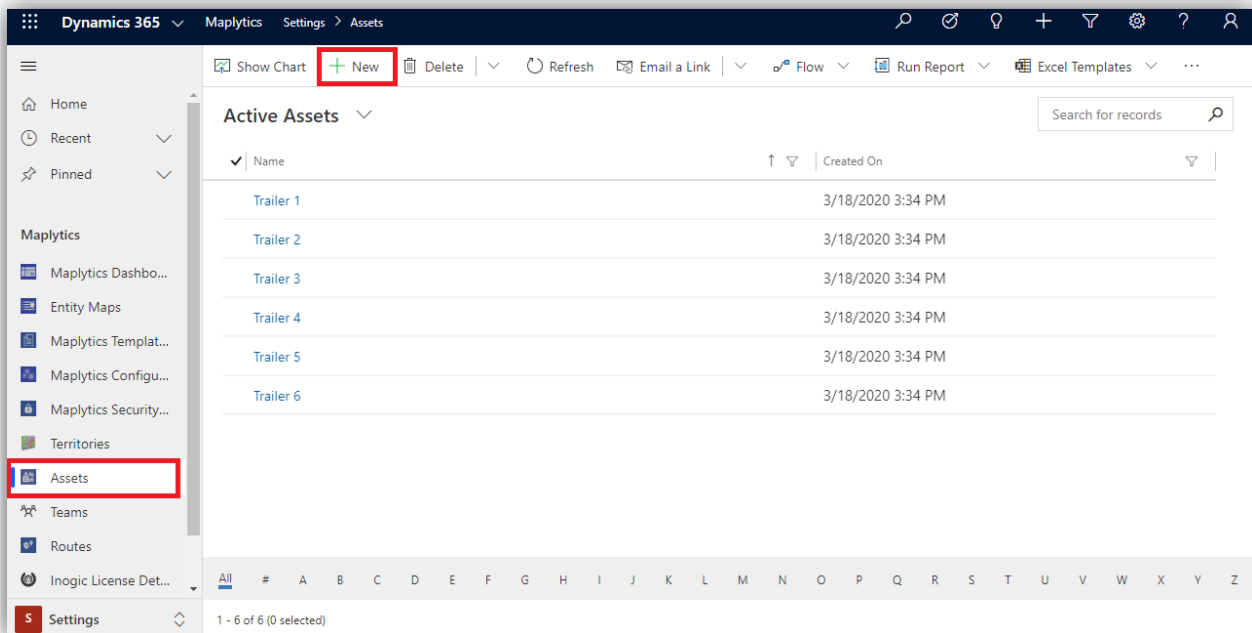 Dynamics 365 Maplytics Settings > Assets
Show Chart New Delete Refresh Email a Link Flow Run Report Excel Templates ...
Home
Recent
Pinned
Maplytics
Maplytics Dashbo...
Entity Maps
Maplytics Templat...
Maplytics Configu...
Maplytics Security...
Territories
Assets
Teams
Routes
Inogic License Det...
S Settings
Active Assets
Search for records
Name Created On
Trailer 1 3/18/2020 3:34 PM
Trailer 2 3/18/2020 3:34 PM
Trailer 3 3/18/2020 3:34 PM
Trailer 4 3/18/2020 3:34 PM
Trailer 5 3/18/2020 3:34 PM
Trailer 6 3/18/2020 3:34 PM
All # A B C D E F G H I J K L M N O P Q R S T U V W X Y Z
1 - 6 of 6 (0 selected)